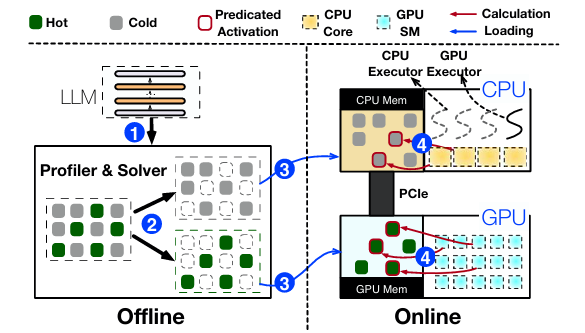 Hot
Cold
Predicated
Activation
CPU
Core
GPU
SM
Calculation
Loading
LLM
1
Profiler & Solver
2
3
3
Offline
CPU
Executor
GPU
Executor
CPU
CPU Mem
4
PCIe
GPU
4
GPU Mem
Online